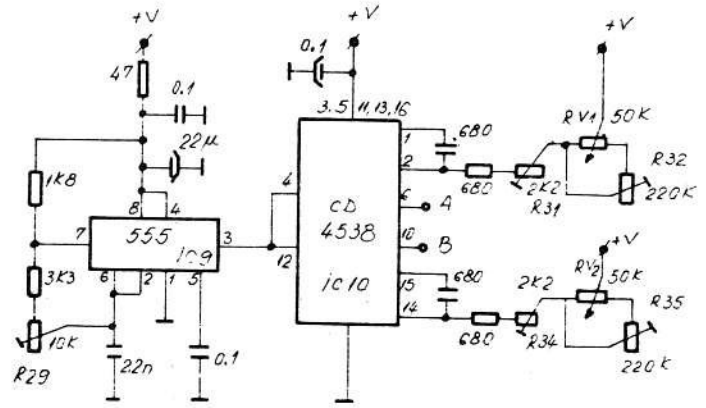 +V
+V
+V
47
0.1
0.1
22µ
1K8
3.5 11,13,16
1
680
2
680
2K2
R31
RV1
50K
R32
220K
8
4
7
555
iC9
3
4
12
CD
4538
iC10
6
A
10
B
15
680
14
680
2K2
R34
+V
RV2
50K
R35
220K
3K3
6
2
1
5
10K
R29
22n
0.1